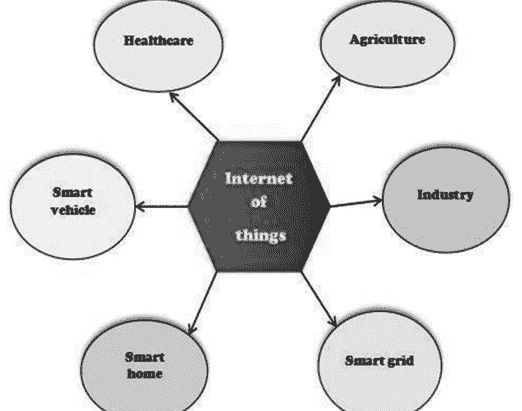 Healthcare
Agriculture
Internet
of
things
Smart
vehicle
Industry
Smart
home
Smart grid